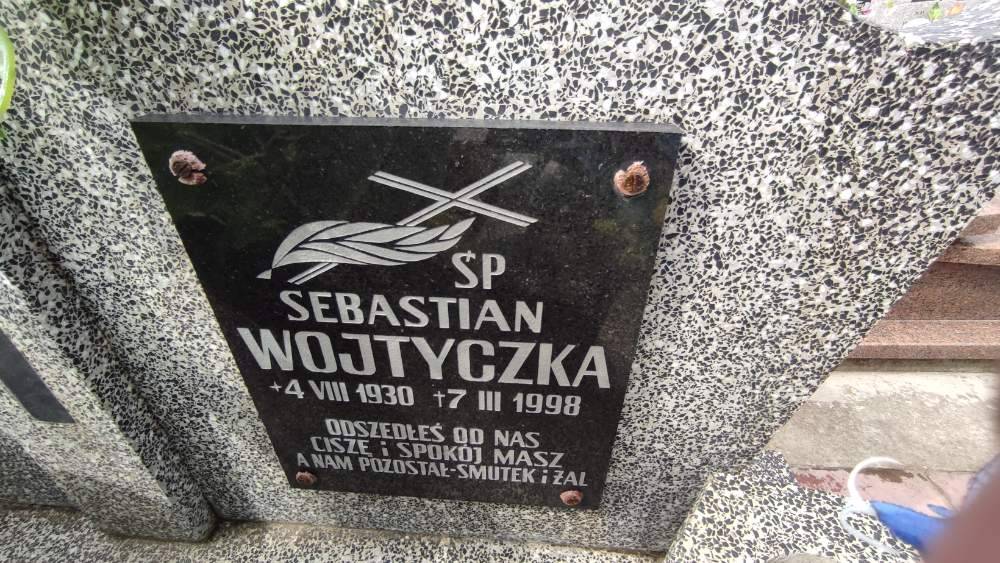 ŚP
SEBASTIAN
WOJTYCZKA
+4 VIII 1930 †7 III 1998
ODSZEDŁEŚ OD NAS
CISZĘ i SPOKÓJ MASZ
A NAM POZOSTAŁ-SMUTEK i ŻAL